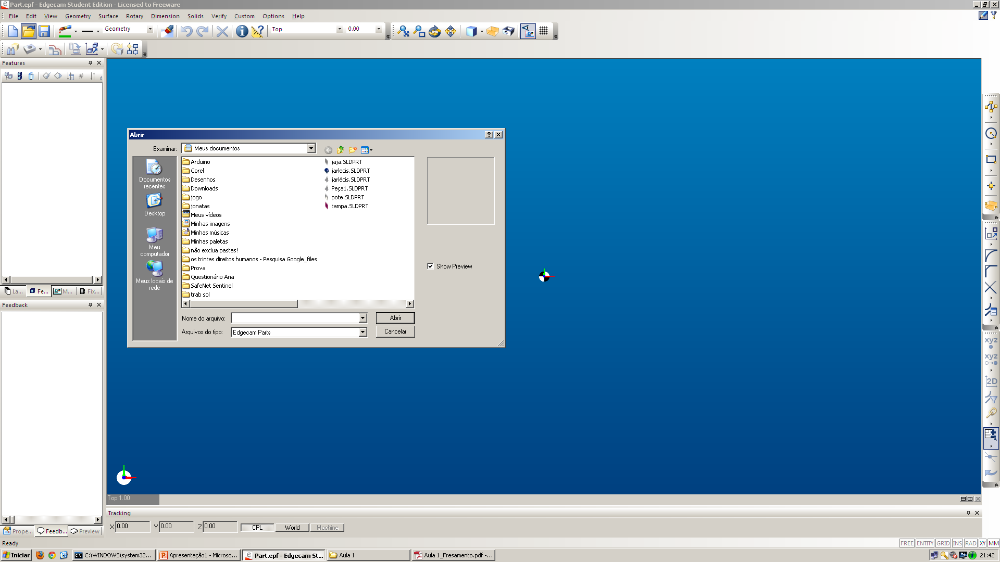 Part.epf - Edgecam Student Edition - Licensed to Freeware
File Edit View Geometry Surface Rotary Dimension Solids Verify Custom Options Help
Geometry Top 0.00
Features
Abrir
Examinar: Meus documentos
Documentos recentes
Desktop
Meu computador
Meus locais de rede
Arduino
Corel
Desenhos
Downloads
jogo
jonatas
Meus vídeos
Minhas imagens
Minhas músicas
Minhas paletas
não exclua pastas!
os trintas direitos humanos - Pesquisa Google_files
Prova
Questionário Ana
SafeNet Sentinel
trab sol
jaja.SLDPRT
jarlecis.SLDPRT
jarlécis.SLDPRT
Peça1.SLDPRT
pote.SLDPRT
tampa.SLDPRT
Show Preview
Nome do arquivo:
Abrir
Arquivos do tipo: Edgecam Parts
Cancelar
La... Fe... M... Fix...
Feedback
xyz
xyz
2D
Top 1.00
Tracking
X 0.00 Y 0.00 Z 0.00 CPL World Machine
Prope... Feedb... Preview
Ready
FREE ENTITY GRID INS RAD XY MM
Iniciar C:\WINDOWS\system32... Apresentação1 - Microso... Part.epf - Edgecam St... Aula 1 Aula 1_Fresamento.pdf -... 21:42